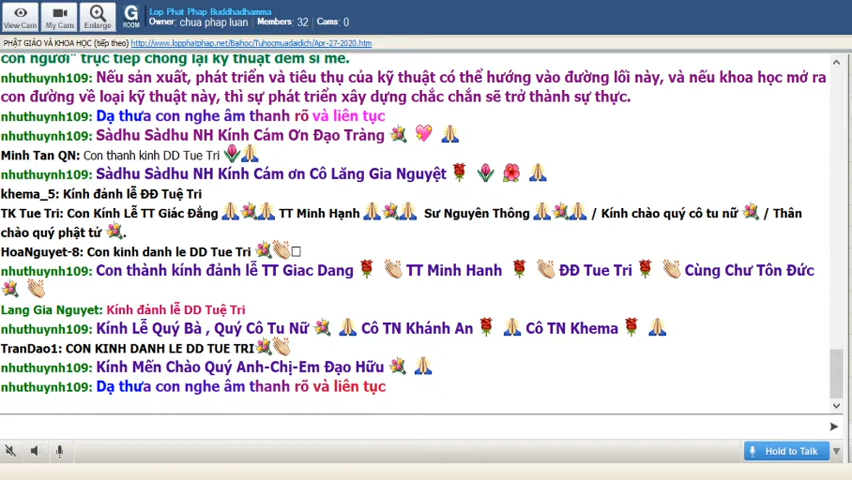 Lop Phat Phap Buddhadhamma
Owner: chua phap luan Members: 32 Cams: 0
View Cam My Cam Enlarge G ROOM
PHẬT GIÁO VÀ KHOA HỌC (tiếp theo) http://www.lopphatphap.net/Baihoc/Tuhocmuadaidich/Apr-27-2020.htm
con người" trực tiếp chống lại kỹ thuật đem si mê.
nhuthuynh109: Nếu sản xuất, phát triển và tiêu thụ của kỹ thuật có thể hướng vào đường lối này, và nếu khoa học mở ra
con đường về loại kỹ thuật này, thì sự phát triển xây dựng chắc chắn sẽ trở thành sự thực.
nhuthuynh109: Dạ thưa con nghe âm thanh rõ và liên tục
nhuthuynh109: Sàdhu Sàdhu NH Kính Cám Ơn Đạo Tràng
Minh Tan QN: Con thanh kinh DD Tue Tri
nhuthuynh109: Sàdhu Sàdhu NH Kính Cám ơn Cô Lăng Gia Nguyệt
khema_5: Kính đảnh lễ ĐĐ Tuệ Tri
TK Tue Tri: Con Kính Lễ TT Giác Đẳng TT Minh Hạnh Sư Nguyên Thông / Kính chào quý cô tu nữ / Thân
chào quý phật tử .
HoaNguyet-8: Con kinh danh le DD Tue Tri
nhuthuynh109: Con thành kính đảnh lễ TT Giac Dang TT Minh Hanh ĐĐ Tue Tri Cùng Chư Tôn Đức
Lang Gia Nguyet: Kính đảnh lễ DD Tuệ Tri
nhuthuynh109: Kính Lễ Quý Bà , Quý Cô Tu Nữ Cô TN Khánh An Cô TN Khema
TranDao1: CON KINH DANH LE DD TUE TRI
nhuthuynh109: Kính Mến Chào Quý Anh-Chị-Em Đạo Hữu
nhuthuynh109: Dạ thưa con nghe âm thanh rõ và liên tục
Hold to Talk